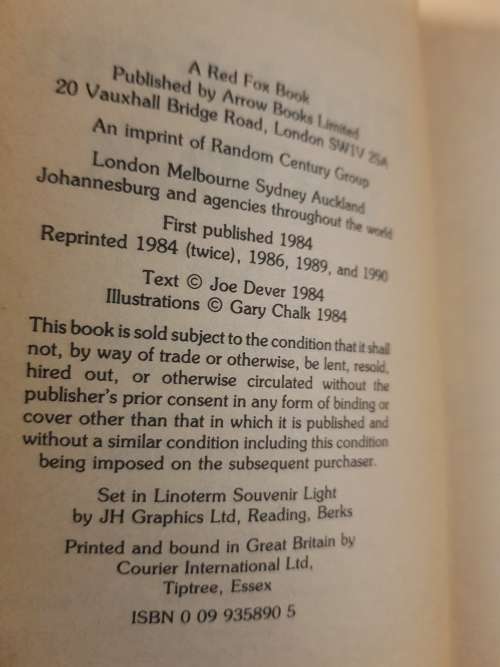 A Red Fox Book
Published by Arrow Books Limited
20 Vauxhall Bridge Road, London SW1V 2SA
An imprint of Random Century Group
London Melbourne Sydney Auckland
Johannesburg and agencies throughout the world
First published 1984
Reprinted 1984 (twice), 1986, 1989, and 1990
Text © Joe Dever 1984
Illustrations © Gary Chalk 1984
This book is sold subject to the condition that it shall
not, by way of trade or otherwise, be lent, resold,
hired out, or otherwise circulated without the
publisher's prior consent in any form of binding or
cover other than that in which it is published and
without a similar condition including this condition
being imposed on the subsequent purchaser.
Set in Linoterm Souvenir Light
by JH Graphics Ltd, Reading, Berks
Printed and bound in Great Britain by
Courier International Ltd,
Tiptree, Essex
ISBN 0 09 935890 5